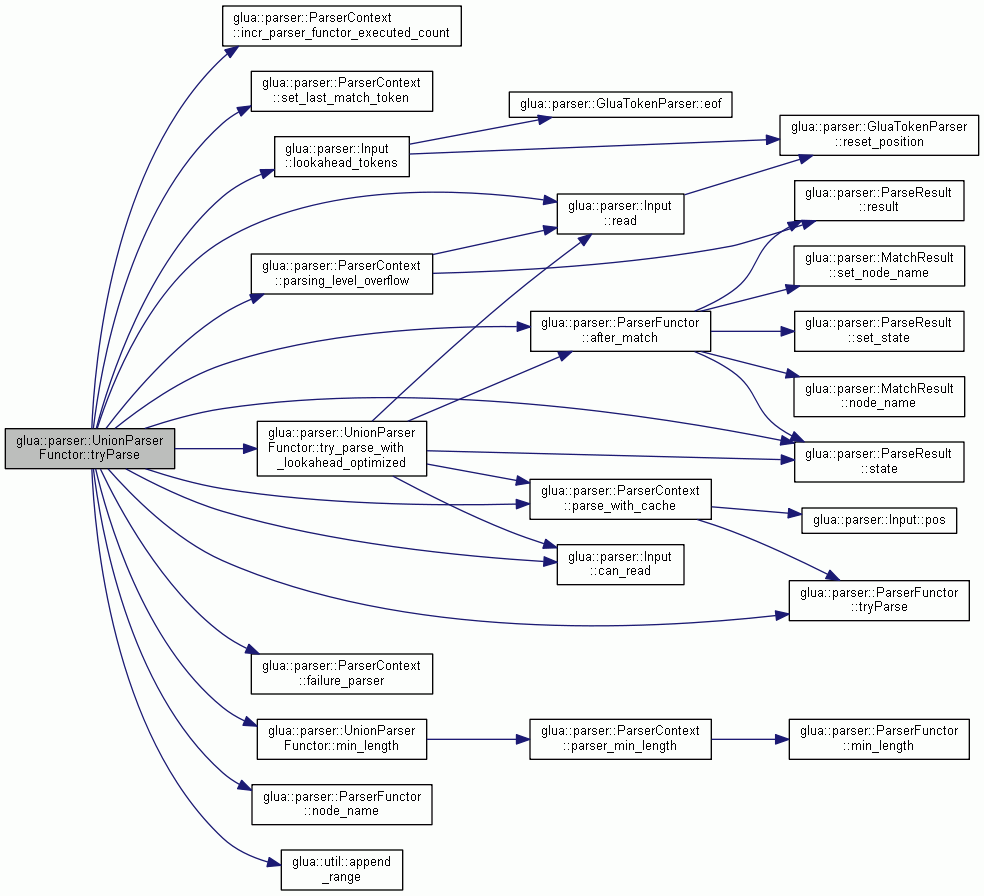 glua::parser::ParserContext
::incr_parser_functor_executed_count
glua::parser::ParserContext
::set_last_match_token
glua::parser::GluaTokenParser::eof
glua::parser::GluaTokenParser
::reset_position
glua::parser::Input
::lookahead_tokens
glua::parser::ParseResult
::result
glua::parser::Input
::read
glua::parser::MatchResult
::set_node_name
glua::parser::ParserContext
::parsing_level_overflow
glua::parser::ParserFunctor
::after_match
glua::parser::ParseResult
::set_state
glua::parser::MatchResult
::node_name
glua::parser::UnionParser
Functor::tryParse
glua::parser::UnionParser
Functor::try_parse_with
_lookahead_optimized
glua::parser::ParseResult
::state
glua::parser::ParserContext
::parse_with_cache
glua::parser::Input::pos
glua::parser::Input
::can_read
glua::parser::ParserFunctor
::tryParse
glua::parser::ParserContext
::failure_parser
glua::parser::UnionParser
Functor::min_length
glua::parser::ParserContext
::parser_min_length
glua::parser::ParserFunctor
::min_length
glua::parser::ParserFunctor
::node_name
glua::util::append
_range